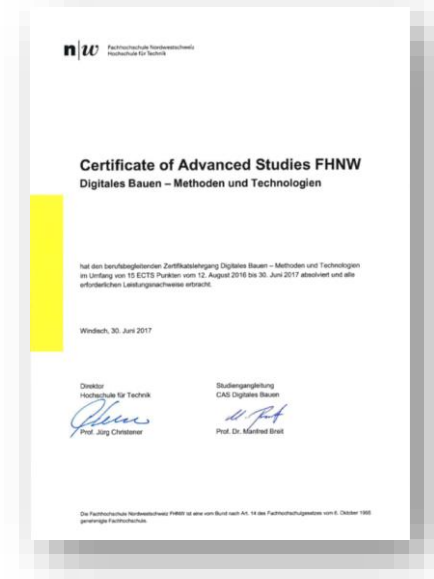 n|w Fachhochschule Nordwestschweiz
Hochschule für Technik
Certificate of Advanced Studies FHNW
Digitales Bauen – Methoden und Technologien
hat den berufsbegleitenden Zertifikatslehrgang Digitales Bauen – Methoden und Technologien
im Umfang von 15 ECTS Punkten vom 12. August 2016 bis 30. Juni 2017 absolviert und alle
erforderlichen Leistungsnachweise erbracht.
Windisch, 30. Juni 2017
Direktor
Hochschule für Technik
Prof. Jürg Christener
Studiengangleitung
CAS Digitales Bauen
Prof. Dr. Manfred Breit
Die Fachhochschule Nordwestschweiz FHNW ist eine vom Bund nach Art. 14 des Fachhochschulgesetzes vom 6. Oktober 1995
genehmigte Fachhochschule.